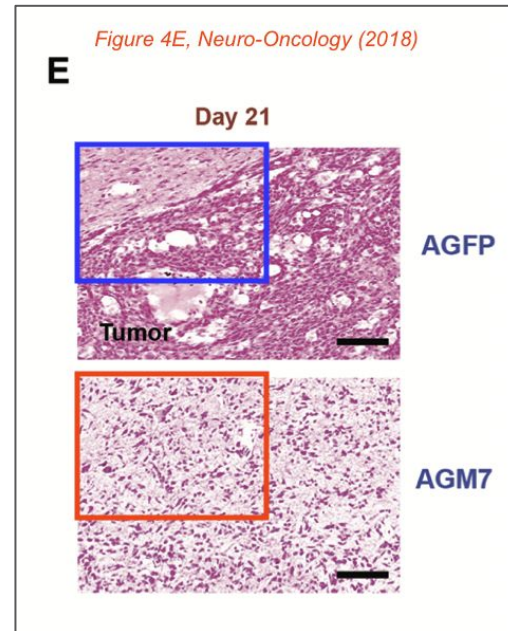 Figure 4E, Neuro-Oncology (2018)
E
Day 21
AGFP
Tumor
AGM7